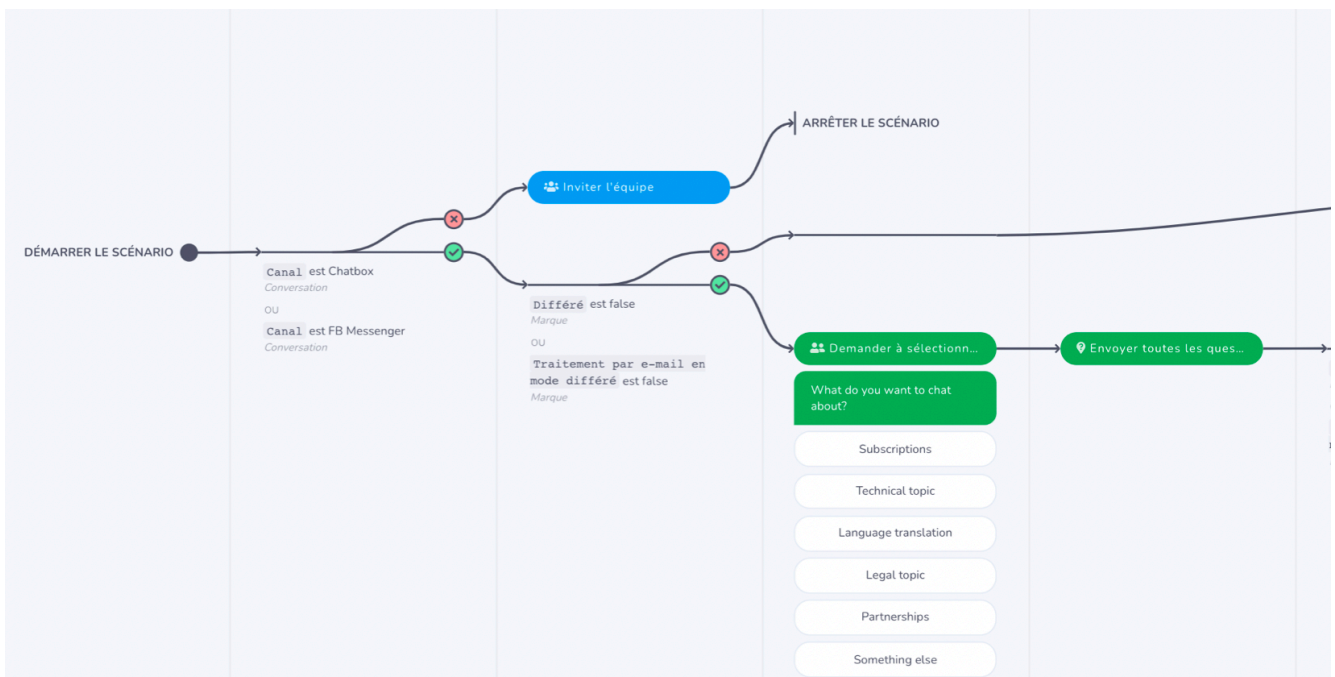 ARRÊTER LE SCÉNARIO
Inviter l'équipe
DÉMARRER LE SCÉNARIO
Canal est Chatbox
Conversation
OU
Canal est FB Messenger
Conversation
Différé est false
Marque
OU
Traitement par e-mail en
mode différé est false
Marque
Demander à sélectionn...
What do you want to chat
about?
Subscriptions
Technical topic
Language translation
Legal topic
Partnerships
Something else
Envoyer toutes les ques...